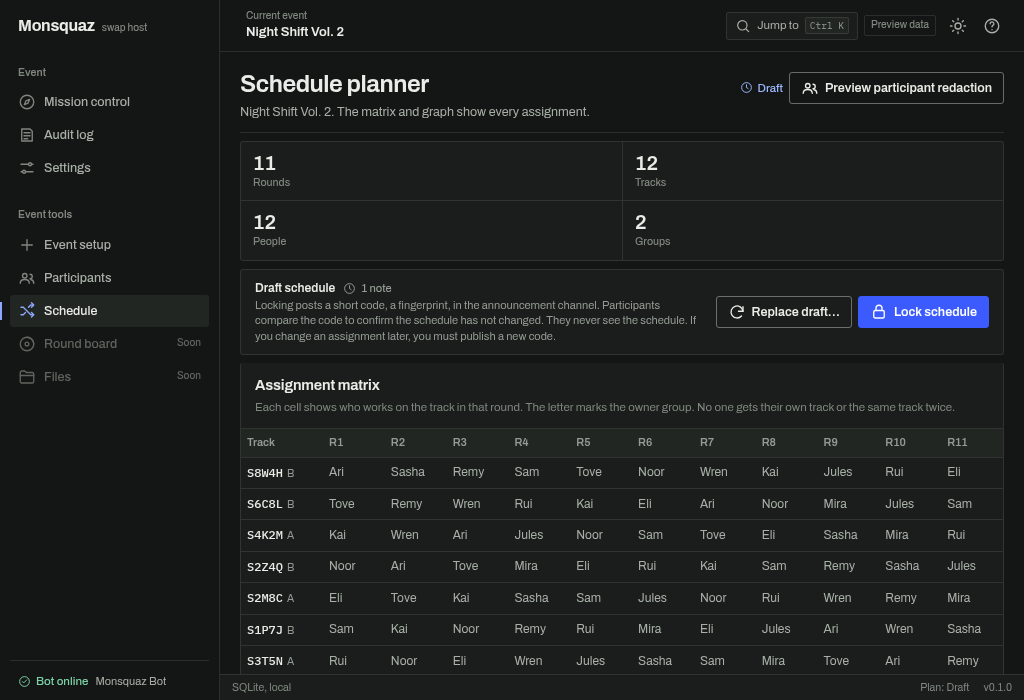 Monsquaz swap host
Event
Mission control
Audit log
Settings
Event tools
Event setup
Participants
Schedule
Round board Soon
Files Soon
Bot online Monsquaz Bot
Current event
Night Shift Vol. 2
Jump to Ctrl K
Preview data
Schedule planner
Night Shift Vol. 2. The matrix and graph show every assignment.
Draft
Preview participant redaction
11
Rounds
12
Tracks
12
People
2
Groups
Draft schedule 1 note
Locking posts a short code, a fingerprint, in the announcement channel. Participants
compare the code to confirm the schedule has not changed. They never see the schedule. If
you change an assignment later, you must publish a new code.
Replace draft...
Lock schedule
Assignment matrix
Each cell shows who works on the track in that round. The letter marks the owner group. No one gets their own track or the same track twice.
Track R1 R2 R3 R4 R5 R6 R7 R8 R9 R10 R11
S8W4H B Ari Sasha Remy Sam Tove Noor Wren Kai Jules Rui Eli
S6C8L B Tove Remy Wren Rui Kai Eli Ari Noor Mira Jules Sam
S4K2M A Kai Wren Ari Jules Noor Sam Tove Eli Sasha Mira Rui
S2Z4Q B Noor Ari Tove Mira Eli Rui Kai Sam Remy Sasha Jules
S2M8C A Eli Tove Kai Sasha Sam Jules Noor Rui Wren Remy Mira
S1P7J B Sam Kai Noor Remy Rui Mira Eli Jules Ari Wren Sasha
S3T5N A Rui Noor Eli Wren Jules Sasha Sam Mira Tove Ari Remy
SQLite, local
Plan: Draft v0.1.0